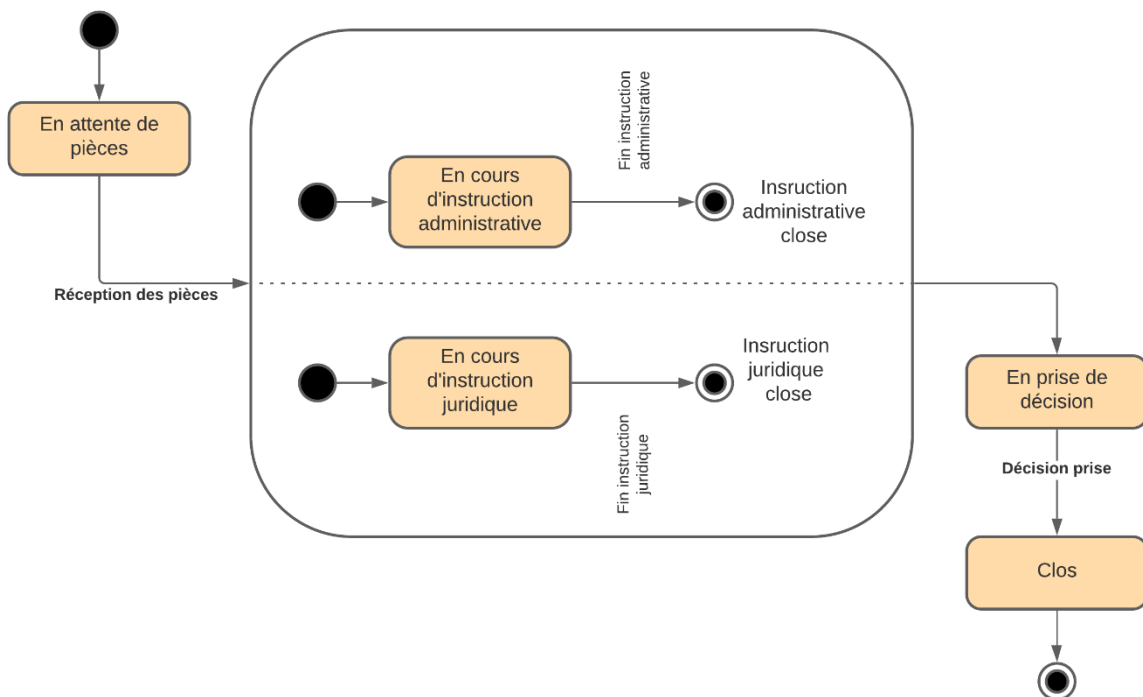 En attente de
pièces
Réception des pièces
En cours
d'instruction
administrative
Fin instruction
administrative
Insruction
administrative
close
En cours
d'instruction
juridique
Fin instruction
juridique
Insruction
juridique
close
En prise de
décision
Décision prise
Clos